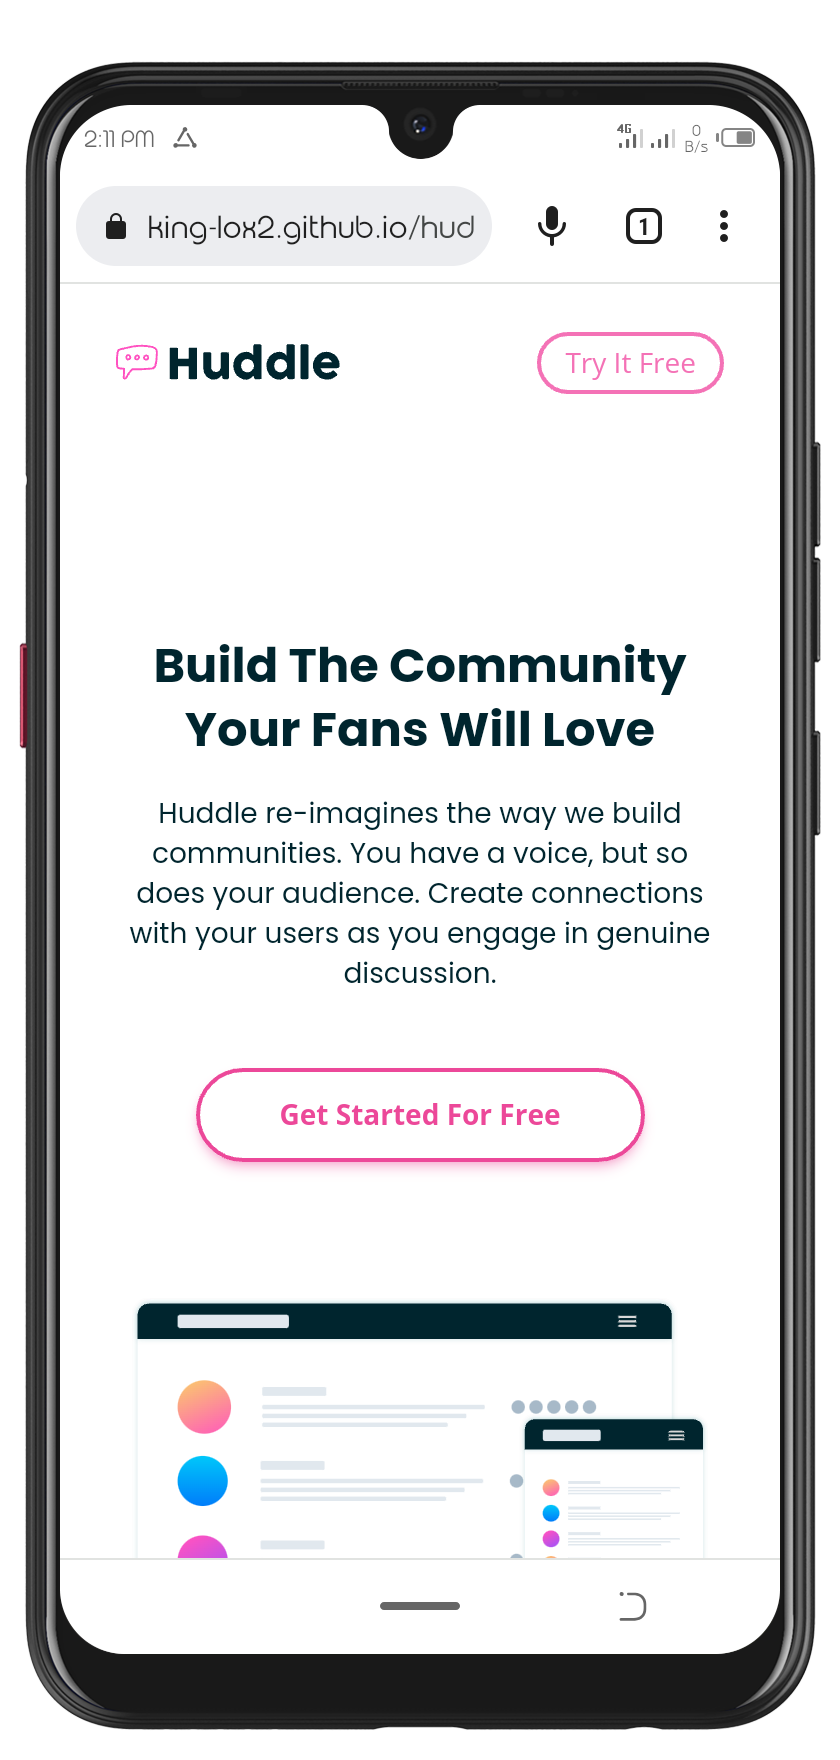 2:11 PM
4G
0
B/s
king-lox2.github.io/hud
1
Huddle
Try It Free
Build The Community
Your Fans Will Love
Huddle re-imagines the way we build
communities. You have a voice, but so
does your audience. Create connections
with your users as you engage in genuine
discussion.
Get Started For Free